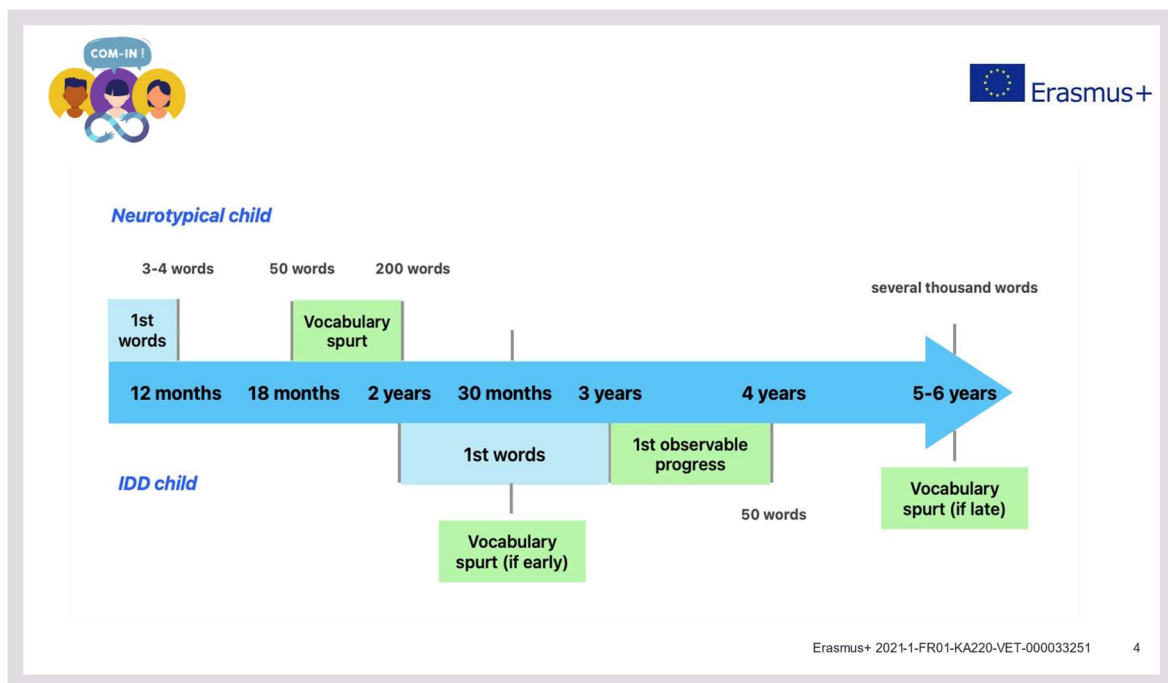 COM-IN !
Erasmus+
Neurotypical child
3-4 words
50 words
200 words
several thousand words
1st
words
Vocabulary
spurt
12 months
18 months
2 years
30 months
3 years
4 years
5-6 years
1st words
1st observable
progress
IDD child
50 words
Vocabulary
spurt (if late)
Vocabulary
spurt (if early)
Erasmus+ 2021-1-FR01-KA220-VET-000033251
4